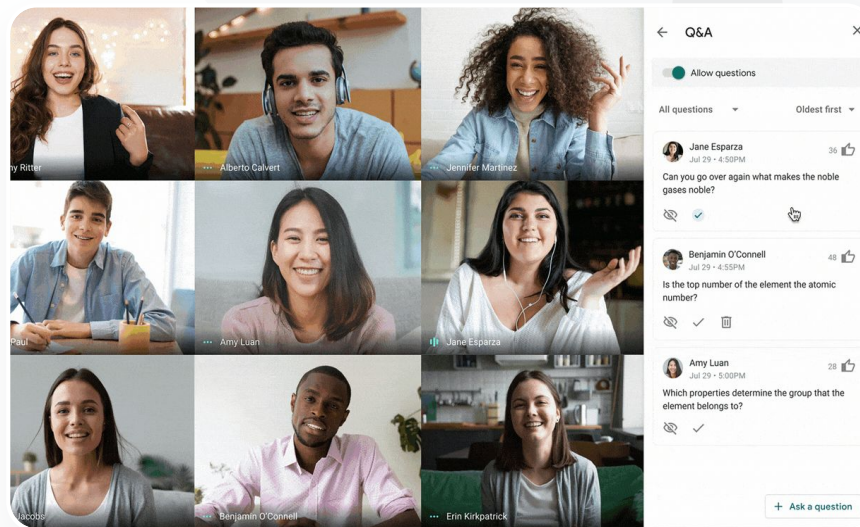 Q&A
Allow questions
All questions
Oldest first
Jane Esparza
36
Jul 29 • 4:50PM
Can you go over again what makes the noble
gases noble?
Benjamin O'Connell
48
Jul 29 • 4:55PM
Is the top number of the element the atomic
number?
Amy Luan
28
Jul 29 • 5:00PM
Which properties determine the group that the
element belongs to?
+ Ask a question
Ritter
Alberto Calvert
Jennifer Martinez
Paul
Amy Luan
Jane Esparza
Jacobs
Benjamin O'Connell
Erin Kirkpatrick